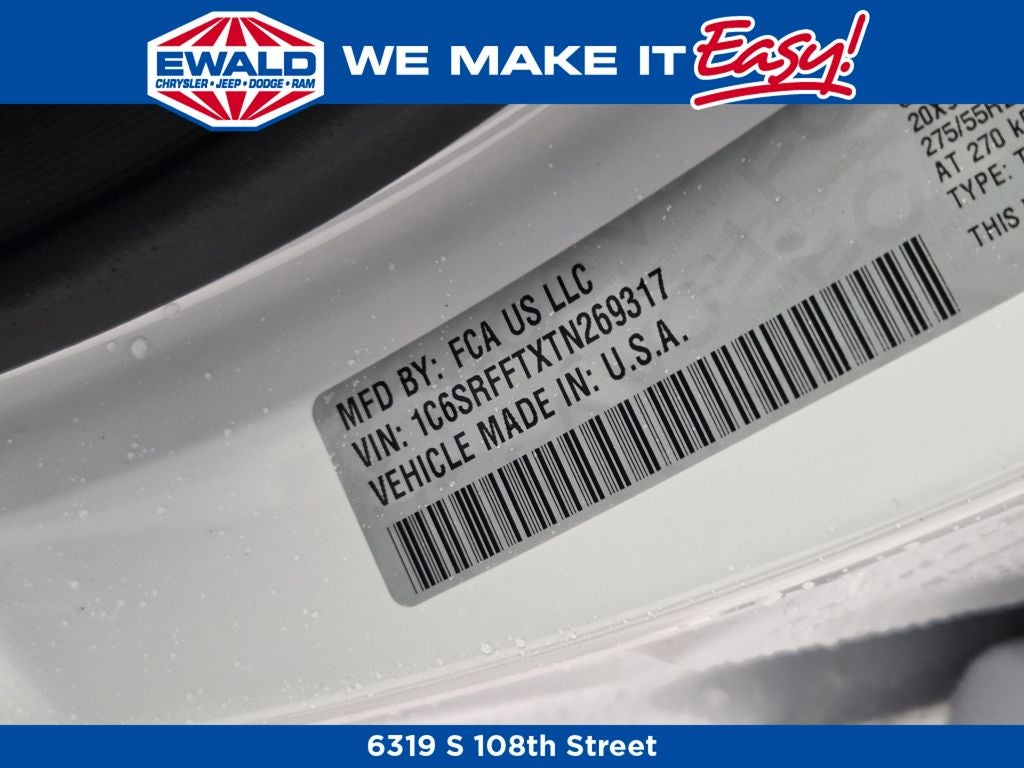 EWALD
CHRYSLER • JEEP • DODGE • RAM
WE MAKE IT Easy!
20X
275/55R
AT 270
TYPE:
THIS
MFD BY: FCA US LLC
VIN: 1C6SRFFTXTN269317
VEHICLE MADE IN: U.S.A.
6319 S 108th Street